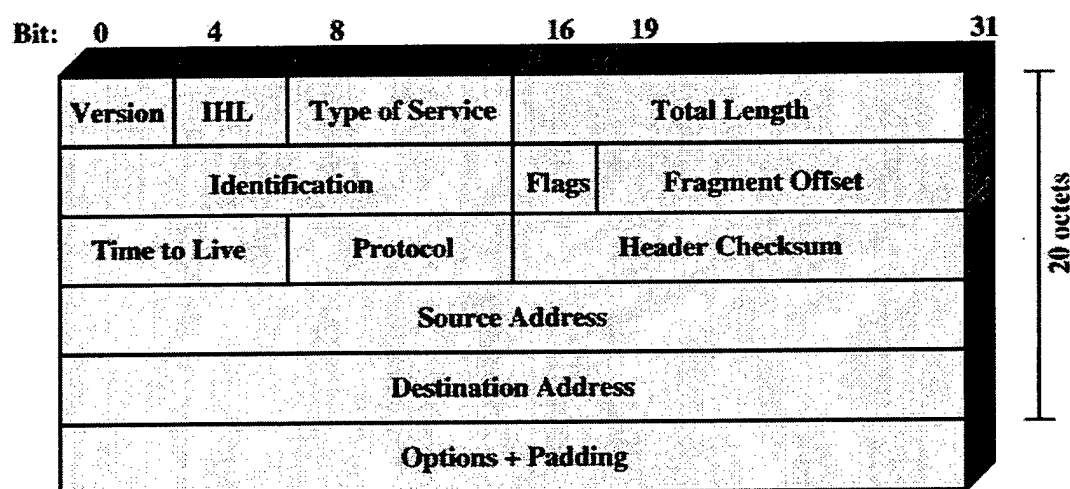 Bit: 0 4 8 16 19 31
Version IHL Type of Service Total Length
Identification Flags Fragment Offset
Time to Live Protocol Header Checksum
Source Address
Destination Address
Options + Padding
20 octets